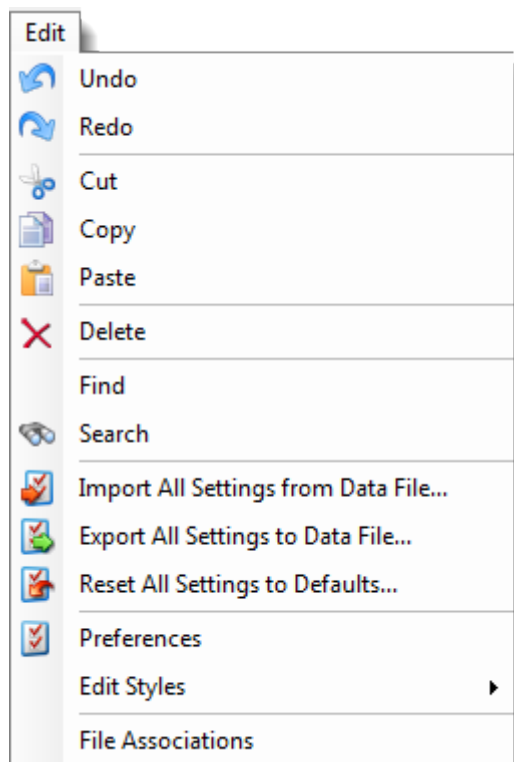 Edit
Undo
Redo
Cut
Copy
Paste
Delete
Find
Search
Import All Settings from Data File...
Export All Settings to Data File...
Reset All Settings to Defaults...
Preferences
Edit Styles
File Associations